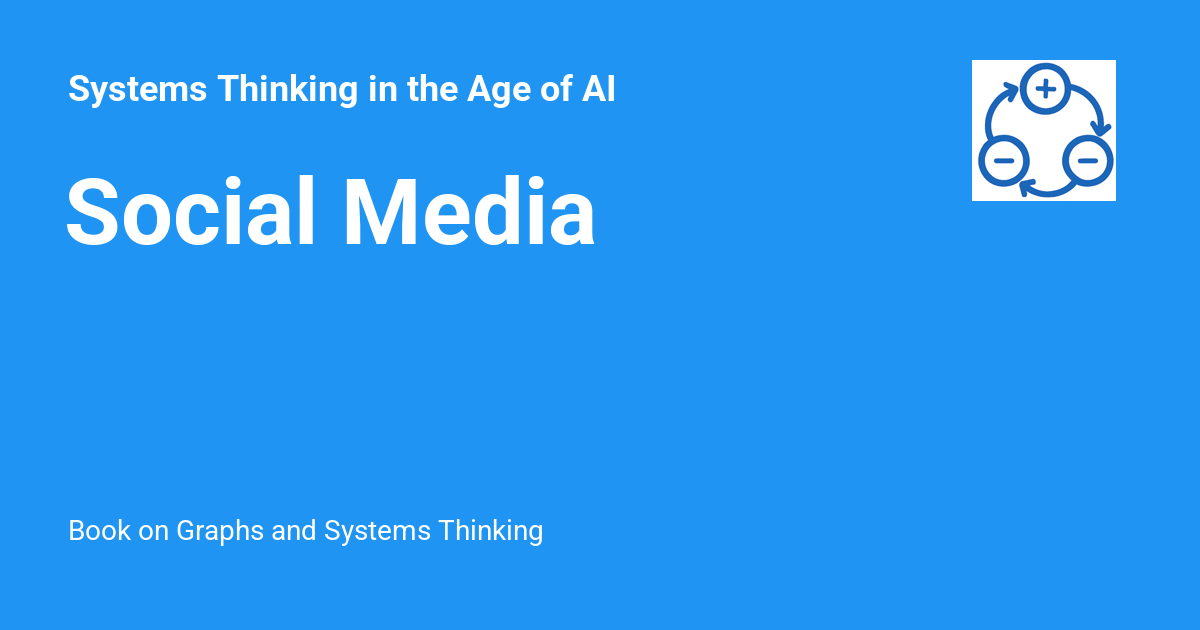 Systems Thinking in the Age of AI
Social Media
Book on Graphs and Systems Thinking